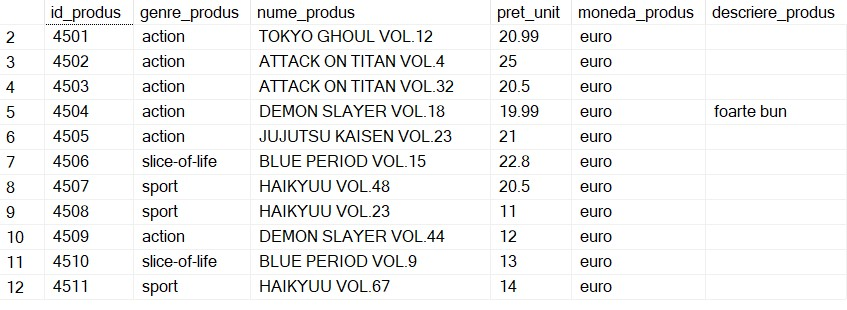 id_produs genre_produs nume_produs pret_unit moneda_produs descriere_produs
2 4501 action TOKYO GHOUL VOL.12 20.99 euro
3 4502 action ATTACK ON TITAN VOL.4 25 euro
4 4503 action ATTACK ON TITAN VOL.32 20.5 euro
5 4504 action DEMON SLAYER VOL.18 19.99 euro foarte bun
6 4505 action JUJUTSU KAISEN VOL.23 21 euro
7 4506 slice-of-life BLUE PERIOD VOL.15 22.8 euro
8 4507 sport HAIKYUU VOL.48 20.5 euro
9 4508 sport HAIKYUU VOL.23 11 euro
10 4509 action DEMON SLAYER VOL.44 12 euro
11 4510 slice-of-life BLUE PERIOD VOL.9 13 euro
12 4511 sport HAIKYUU VOL.67 14 euro